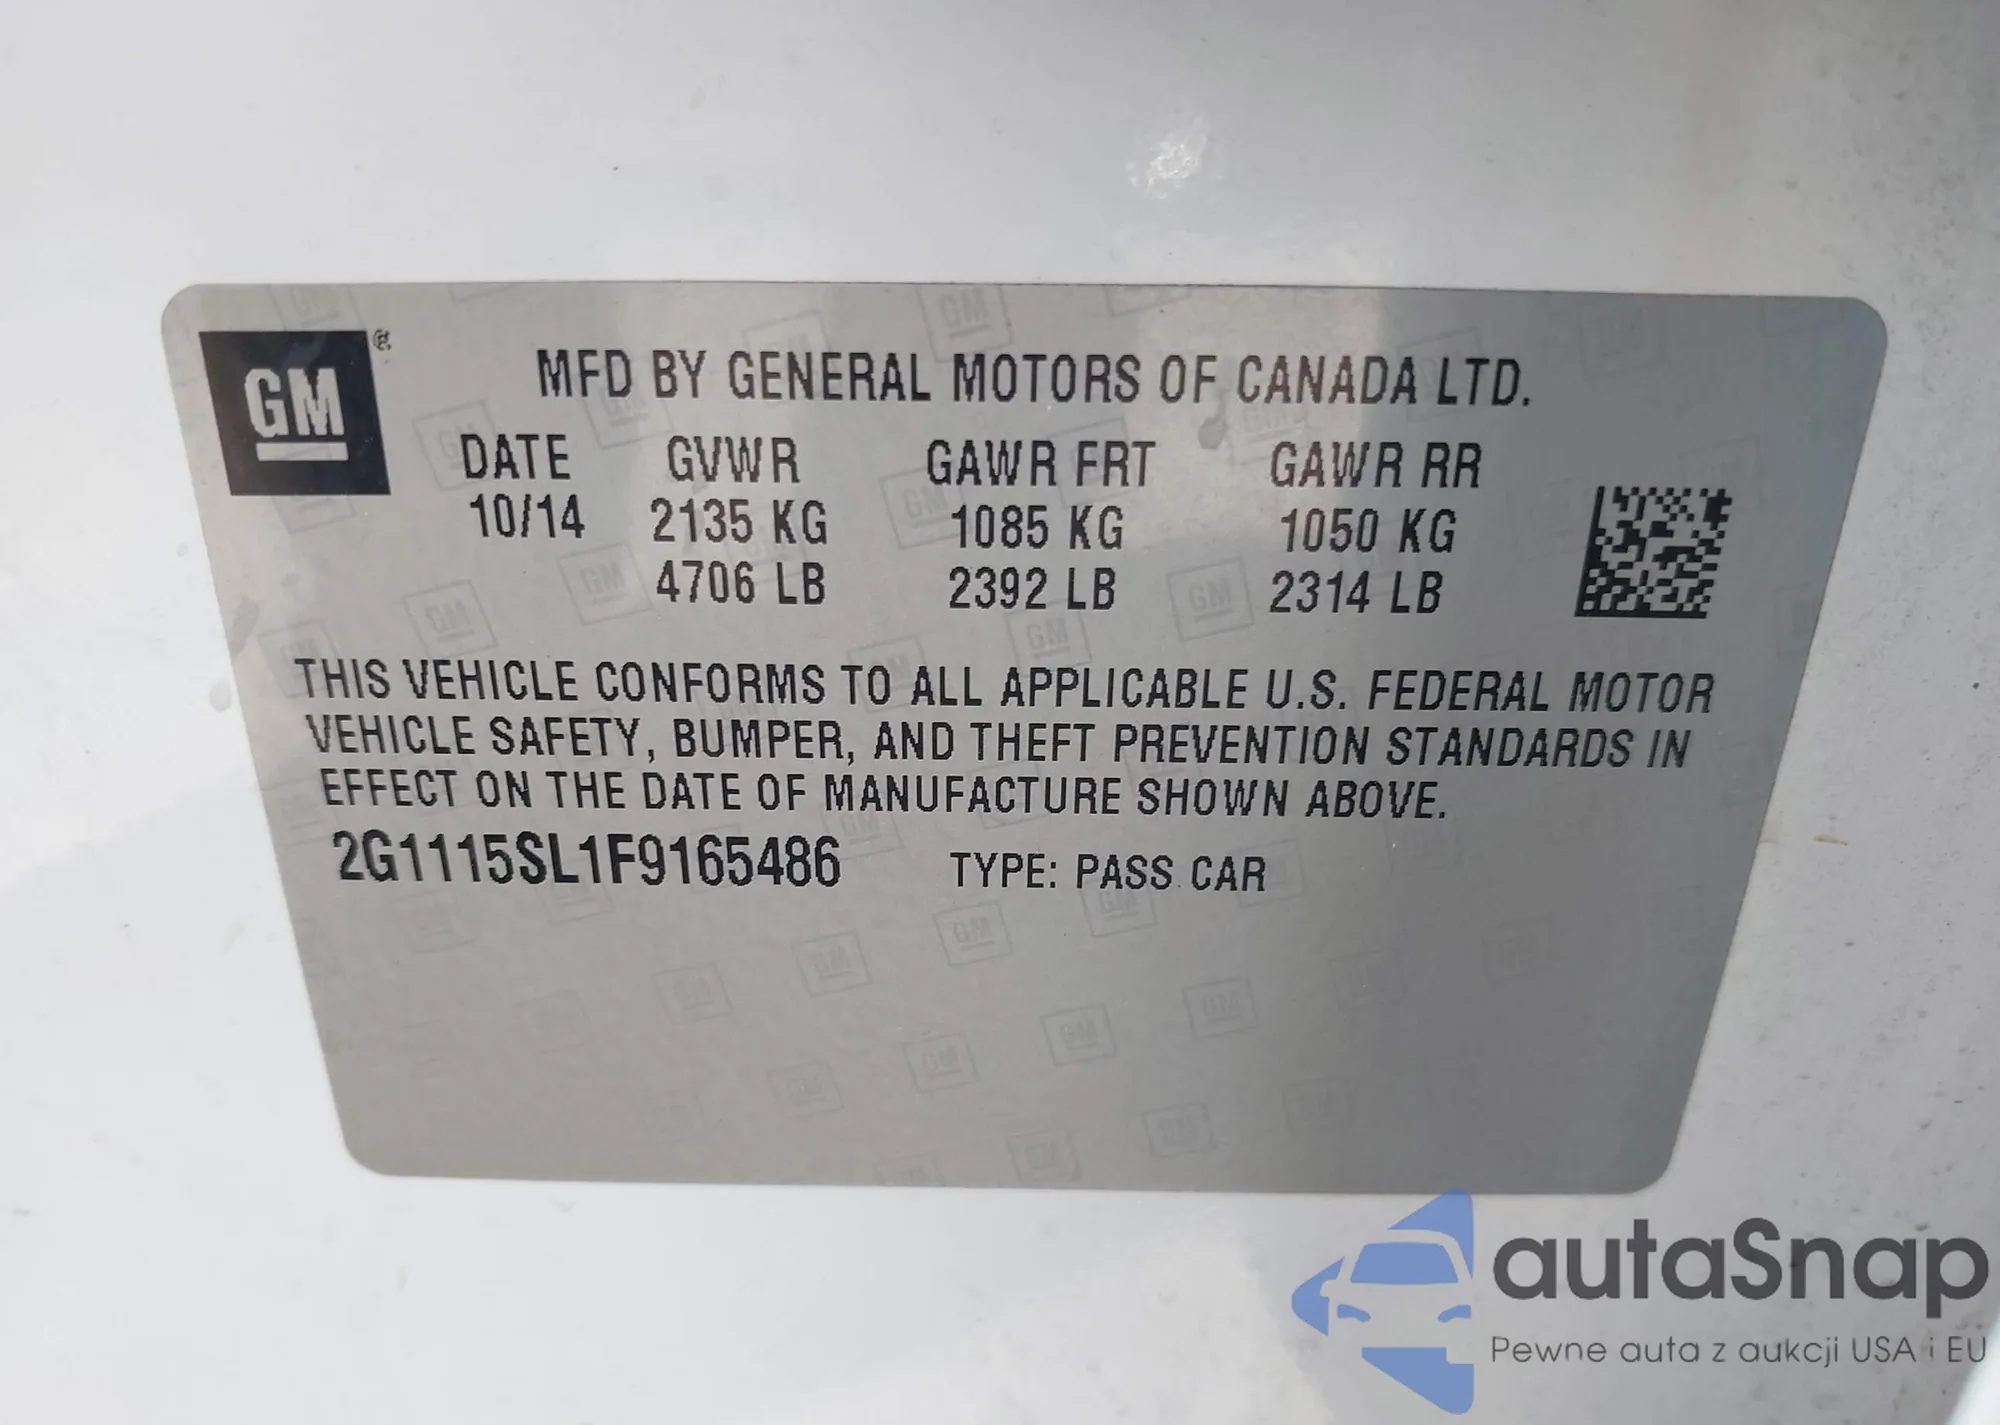 GM
MFD BY GENERAL MOTORS OF CANADA LTD.
DATE GVWR GAWR FRT GAWR RR
10/14 2135 KG 1085 KG 1050 KG
4706 LB 2392 LB 2314 LB
THIS VEHICLE CONFORMS TO ALL APPLICABLE U.S. FEDERAL MOTOR
VEHICLE SAFETY, BUMPER, AND THEFT PREVENTION STANDARDS IN
EFFECT ON THE DATE OF MANUFACTURE SHOWN ABOVE.
2G1115SL1F9165486 TYPE: PASS CAR
autaSnap
Pewne auta z aukcji USA i EU